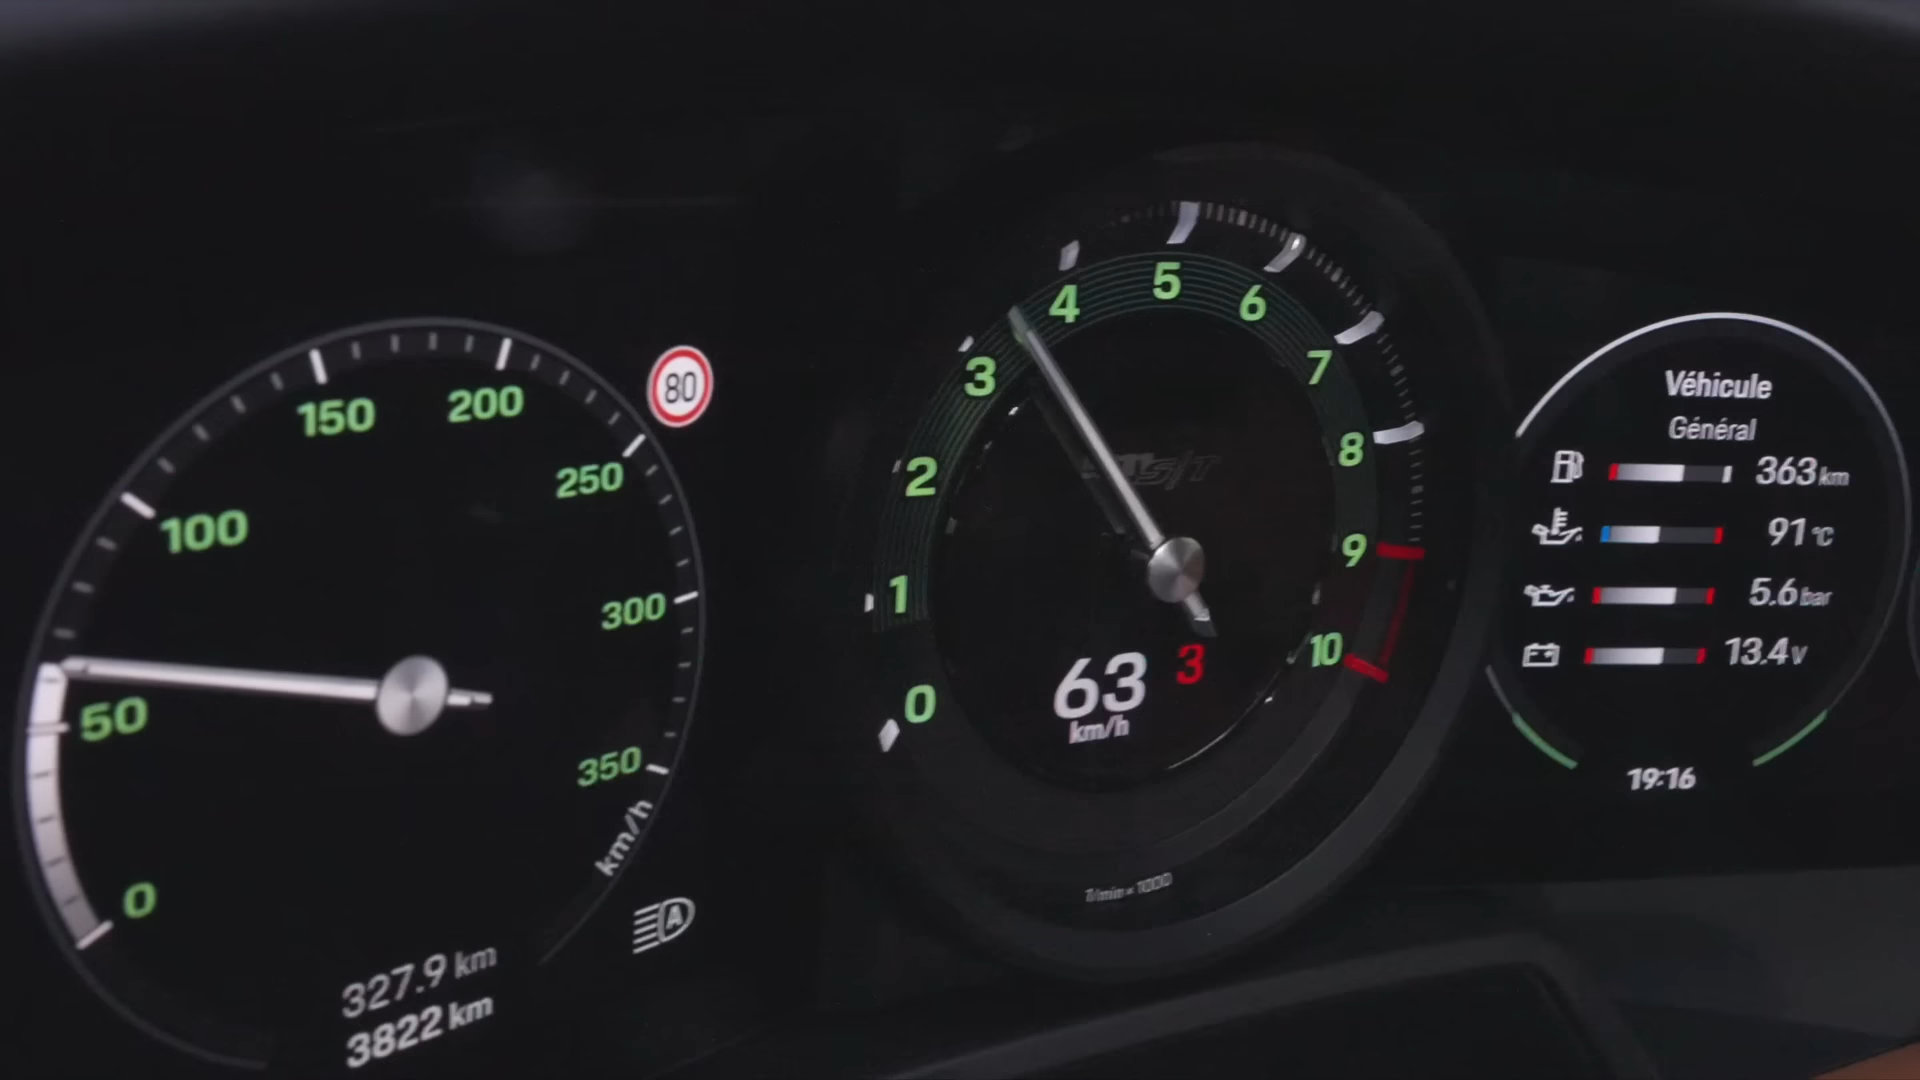 0
50
100
150
200
250
300
350
km/h
80
327.9 km
3822 km
A
0
1
2
3
4
5
6
7
8
9
10
S/T
63 3
km/h
1/min × 1000
Véhicule
Général
363 km
91 °C
5.6 bar
13.4 V
19:16